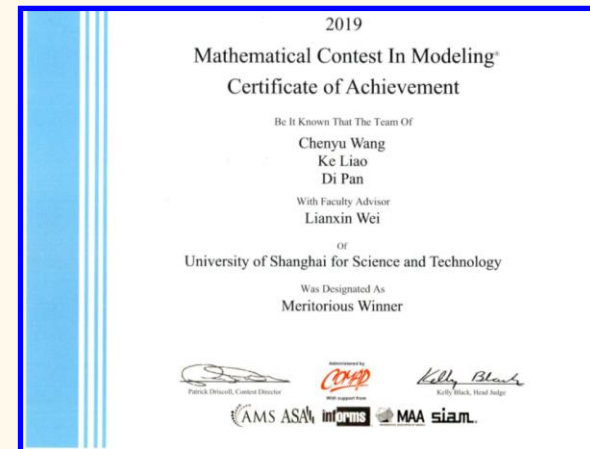 2019
Mathematical Contest In Modeling®
Certificate of Achievement
Be It Known That The Team Of
Chenyu Wang
Ke Liao
Di Pan
With Faculty Advisor
Lianxin Wei
Of
University of Shanghai for Science and Technology
Was Designated As
Meritorious Winner
Administered by
COMAP
With support from
Patrick Driscoll, Contest Director
Kelly Black
Kelly Black, Head Judge
AMS ASA informs MAA siam.